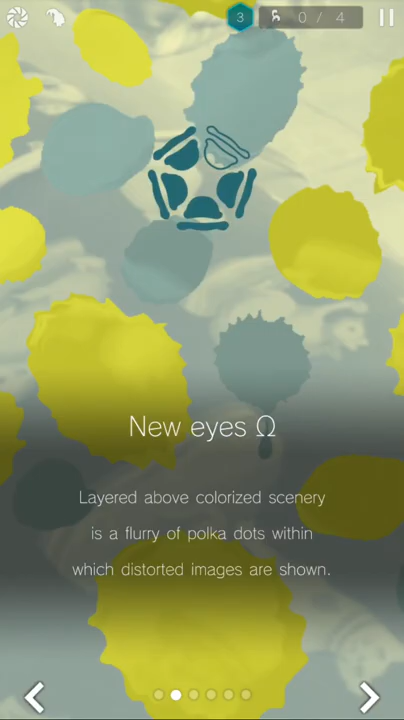 3
0 / 4
New eyes Ω
Layered above colorized scenery
is a flurry of polka dots within
which distorted images are shown.